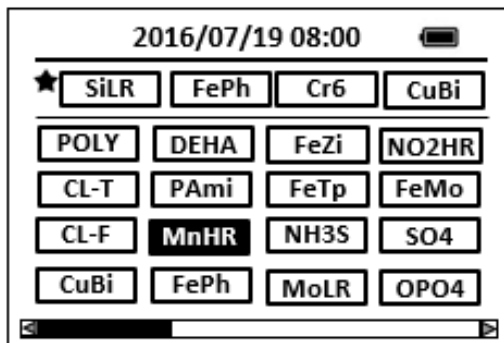 2016/07/19 08:00
SiLR FePh Cr6 CuBi
POLY DEHA FeZi NO2HR
CL-T PAmi FeTp FeMo
CL-F MnHR NH3S SO4
CuBi FePh MoLR OPO4